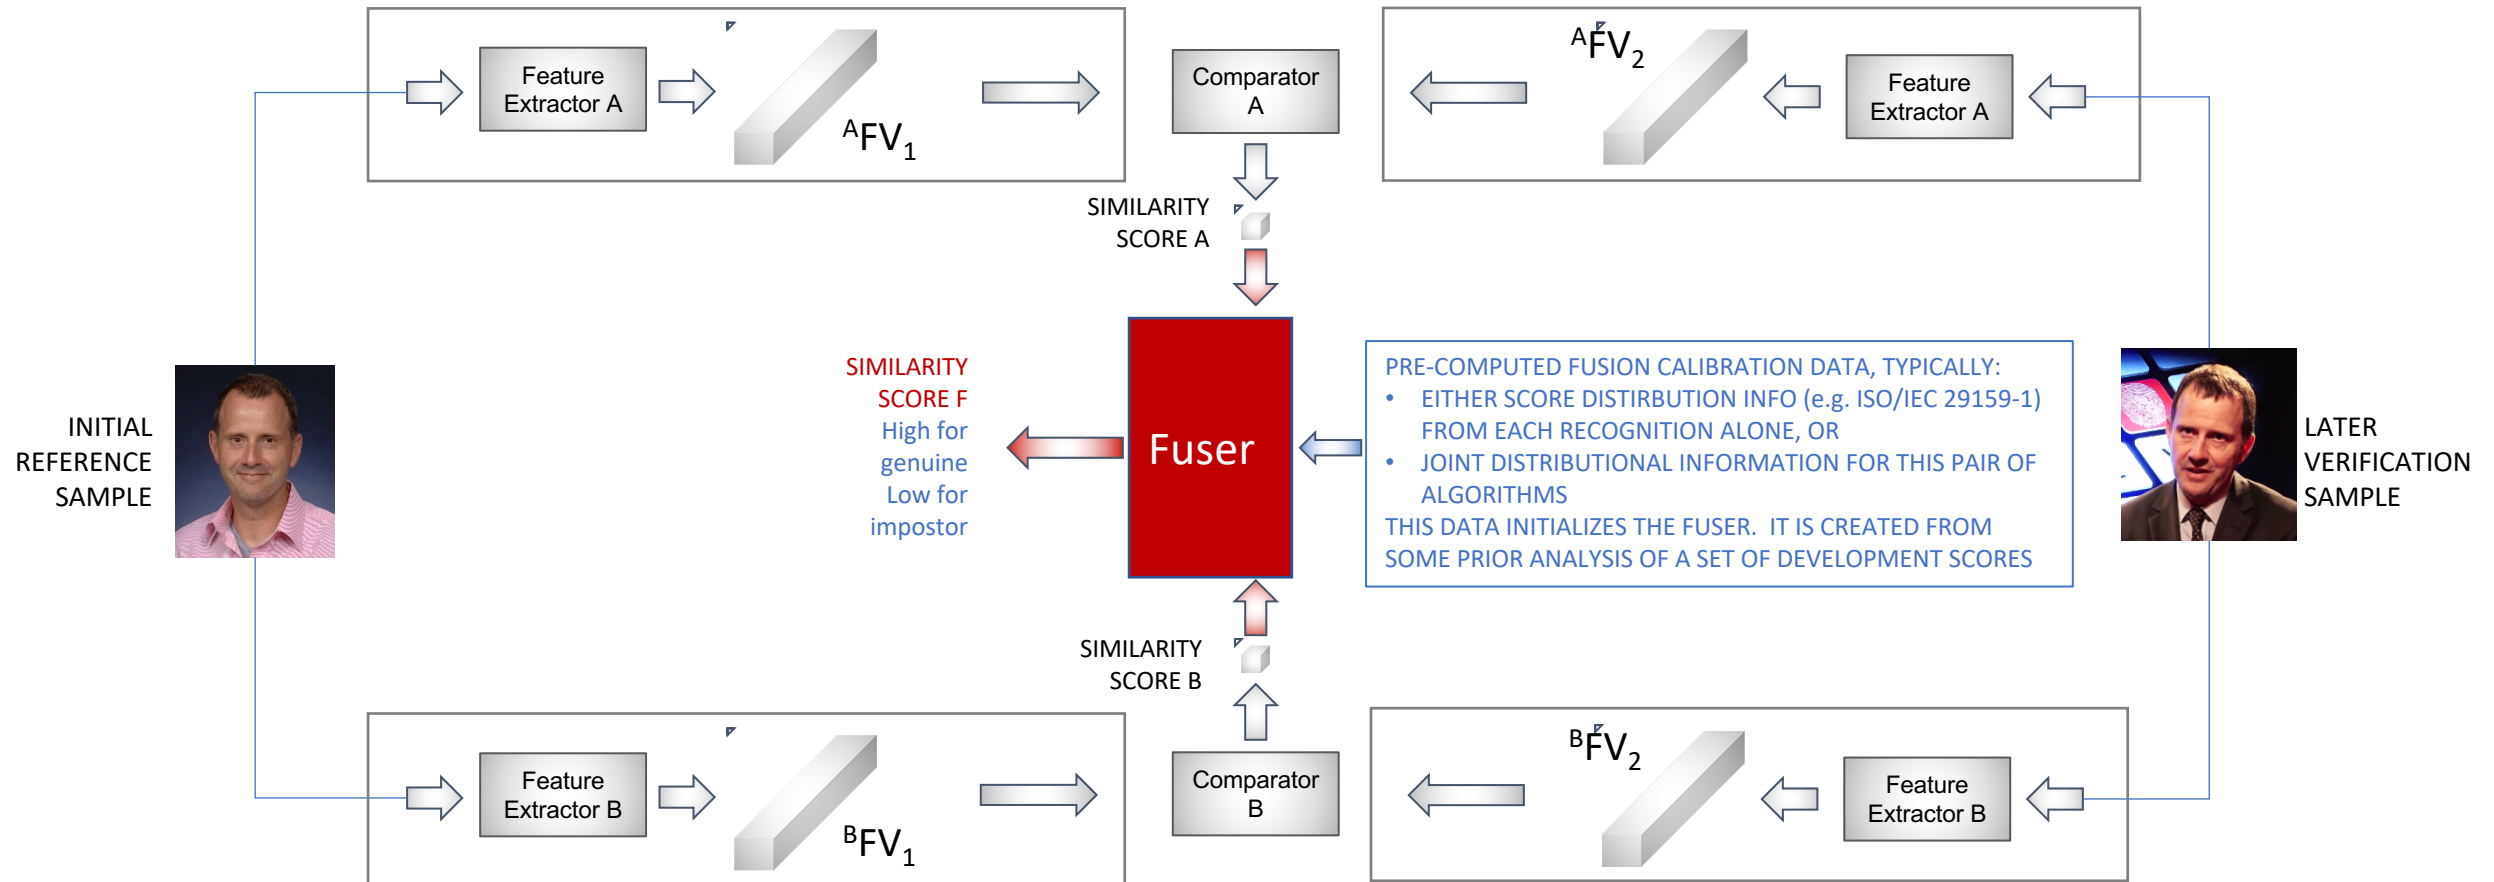 Feature
Extractor A
ᴬFV₁
Comparator
A
ᴬFV₂
Feature
Extractor A
SIMILARITY
SCORE A
INITIAL
REFERENCE
SAMPLE
SIMILARITY
SCORE F
High for
genuine
Low for
impostor
Fuser
PRE-COMPUTED FUSION CALIBRATION DATA, TYPICALLY:
• EITHER SCORE DISTIRBUTION INFO (e.g. ISO/IEC 29159-1)
FROM EACH RECOGNITION ALONE, OR
• JOINT DISTRIBUTIONAL INFORMATION FOR THIS PAIR OF
ALGORITHMS
THIS DATA INITIALIZES THE FUSER. IT IS CREATED FROM
SOME PRIOR ANALYSIS OF A SET OF DEVELOPMENT SCORES
LATER
VERIFICATION
SAMPLE
SIMILARITY
SCORE B
Feature
Extractor B
ᴮFV₁
Comparator
B
ᴮFV₂
Feature
Extractor B